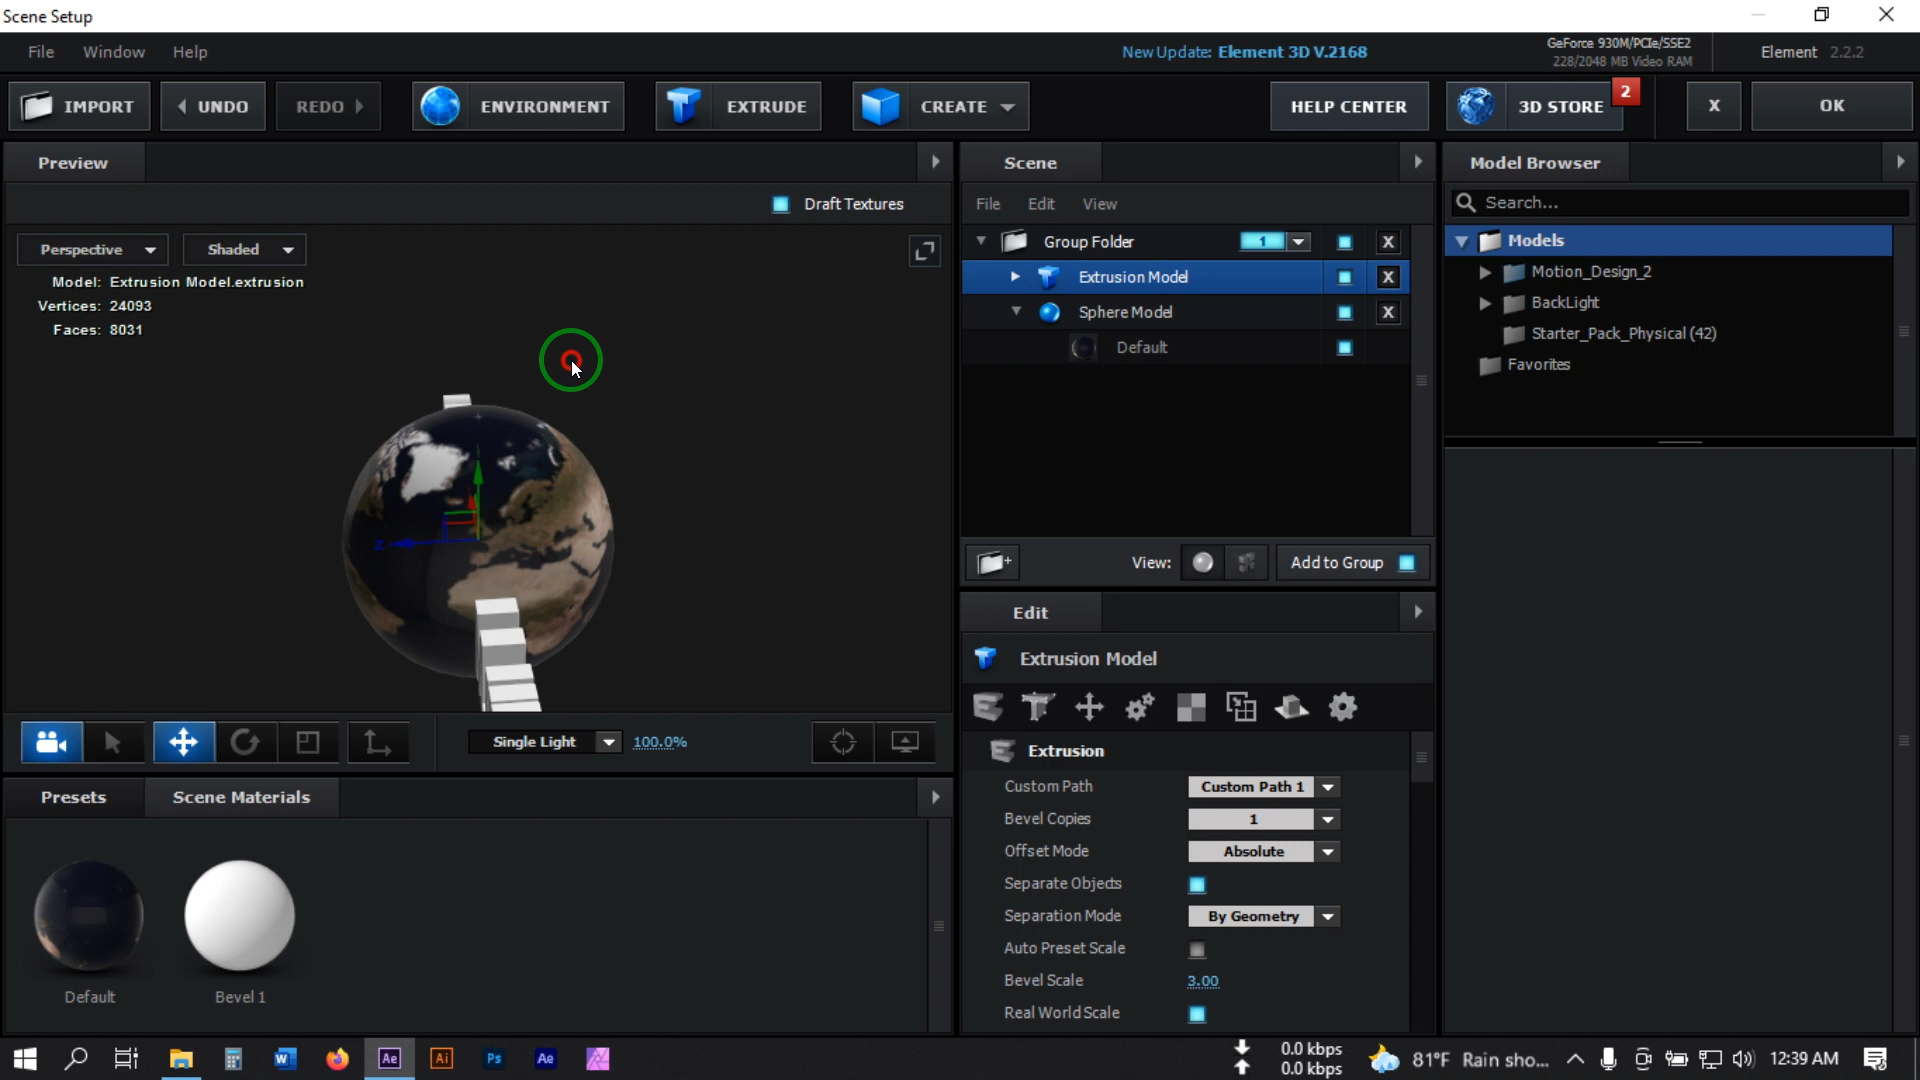 Scene Setup
File Window Help
New Update: Element 3D V.2168
GeForce 930M/PCIe/SSE2
228/2048 MB Video RAM
Element 2.2.2
IMPORT
UNDO
REDO
ENVIRONMENT
EXTRUDE
CREATE
HELP CENTER
3D STORE
2
X
OK
Preview
Draft Textures
Perspective
Shaded
Model: Extrusion Model.extrusion
Vertices: 24093
Faces: 8031
Single Light
100.0%
Presets
Scene Materials
Default
Bevel 1
Scene
File Edit View
Group Folder
1
X
Extrusion Model
X
Sphere Model
X
Default
View:
Add to Group
Edit
Extrusion Model
Extrusion
Custom Path
Custom Path 1
Bevel Copies
1
Offset Mode
Absolute
Separate Objects
Separation Mode
By Geometry
Auto Preset Scale
Bevel Scale
3.00
Real World Scale
Model Browser
Search...
Models
Motion_Design_2
BackLight
Starter_Pack_Physical (42)
Favorites
W
Ae
Ai
Ps
Ae
0.0 kbps
0.0 kbps
81°F Rain sho...
12:39 AM